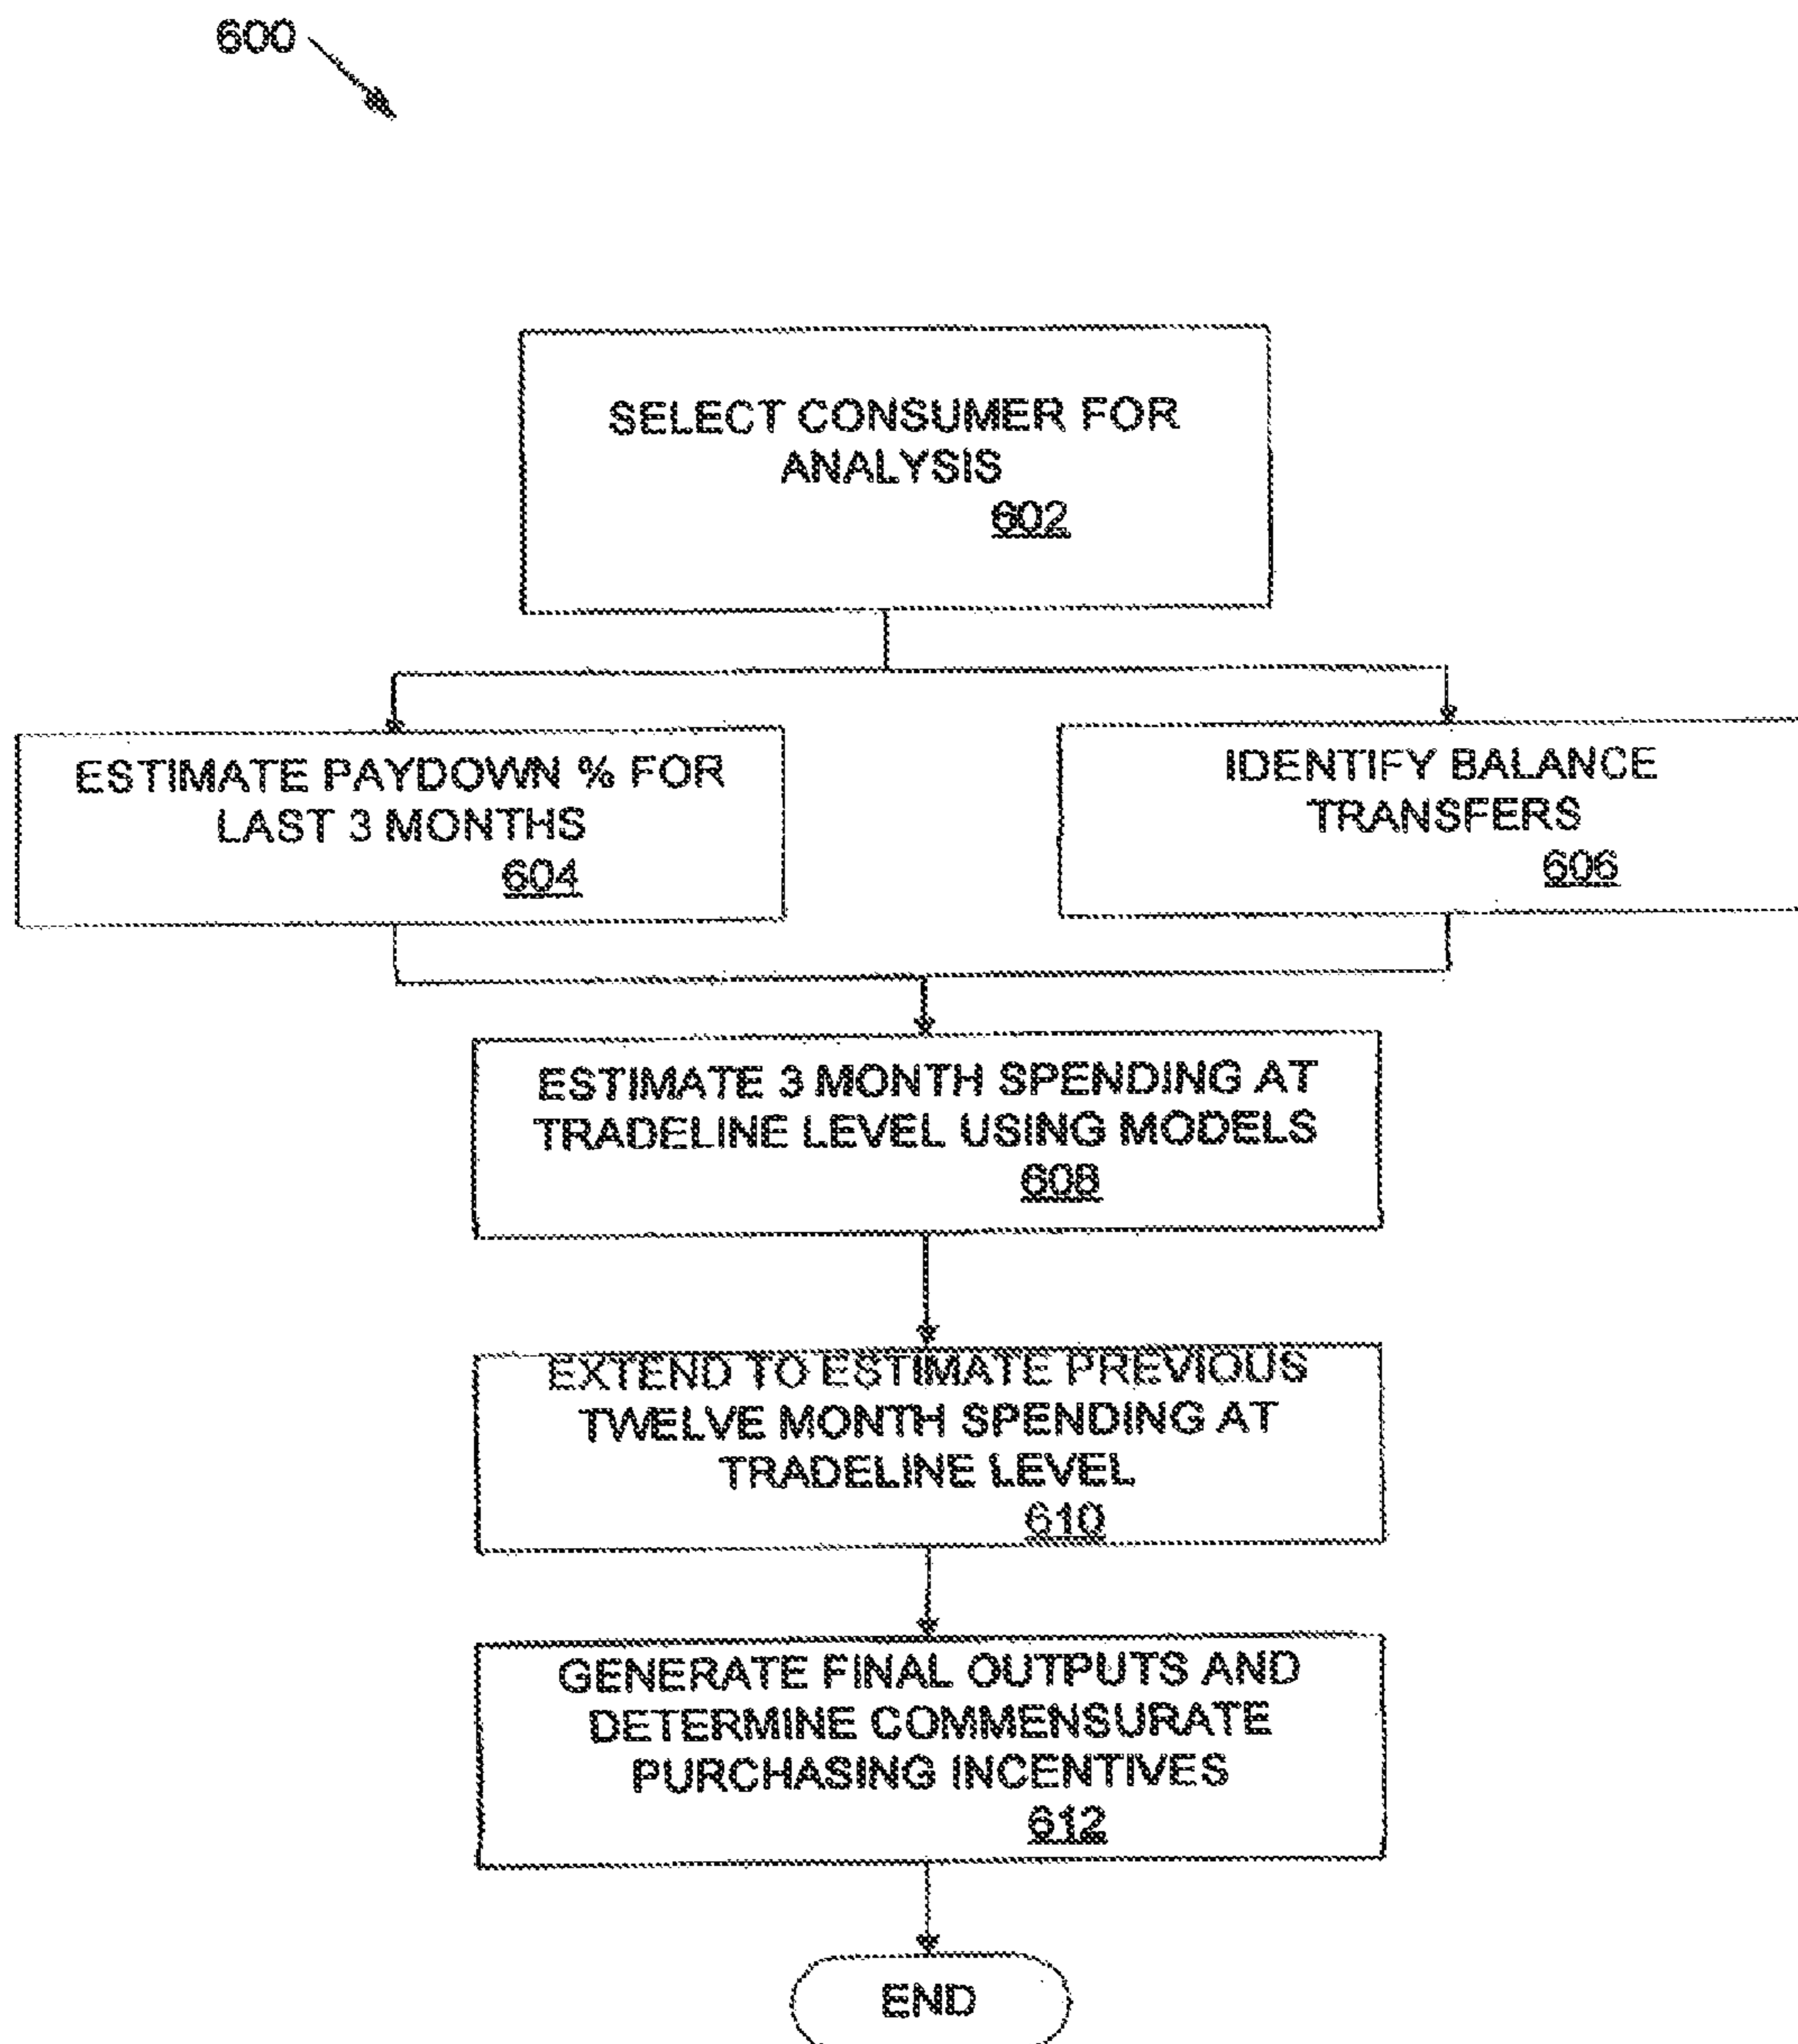 600
SELECT CONSUMER FOR
ANALYSIS
602
ESTIMATE PAYDOWN % FOR
LAST 3 MONTHS
604
IDENTIFY BALANCE
TRANSFERS
606
ESTIMATE 3 MONTH SPENDING AT
TRADELINE LEVEL USING MODELS
608
EXTEND TO ESTIMATE PREVIOUS
TWELVE MONTH SPENDING AT
TRADELINE LEVEL
610
GENERATE FINAL OUTPUTS AND
DETERMINE COMMENSURATE
PURCHASING INCENTIVES
612
END